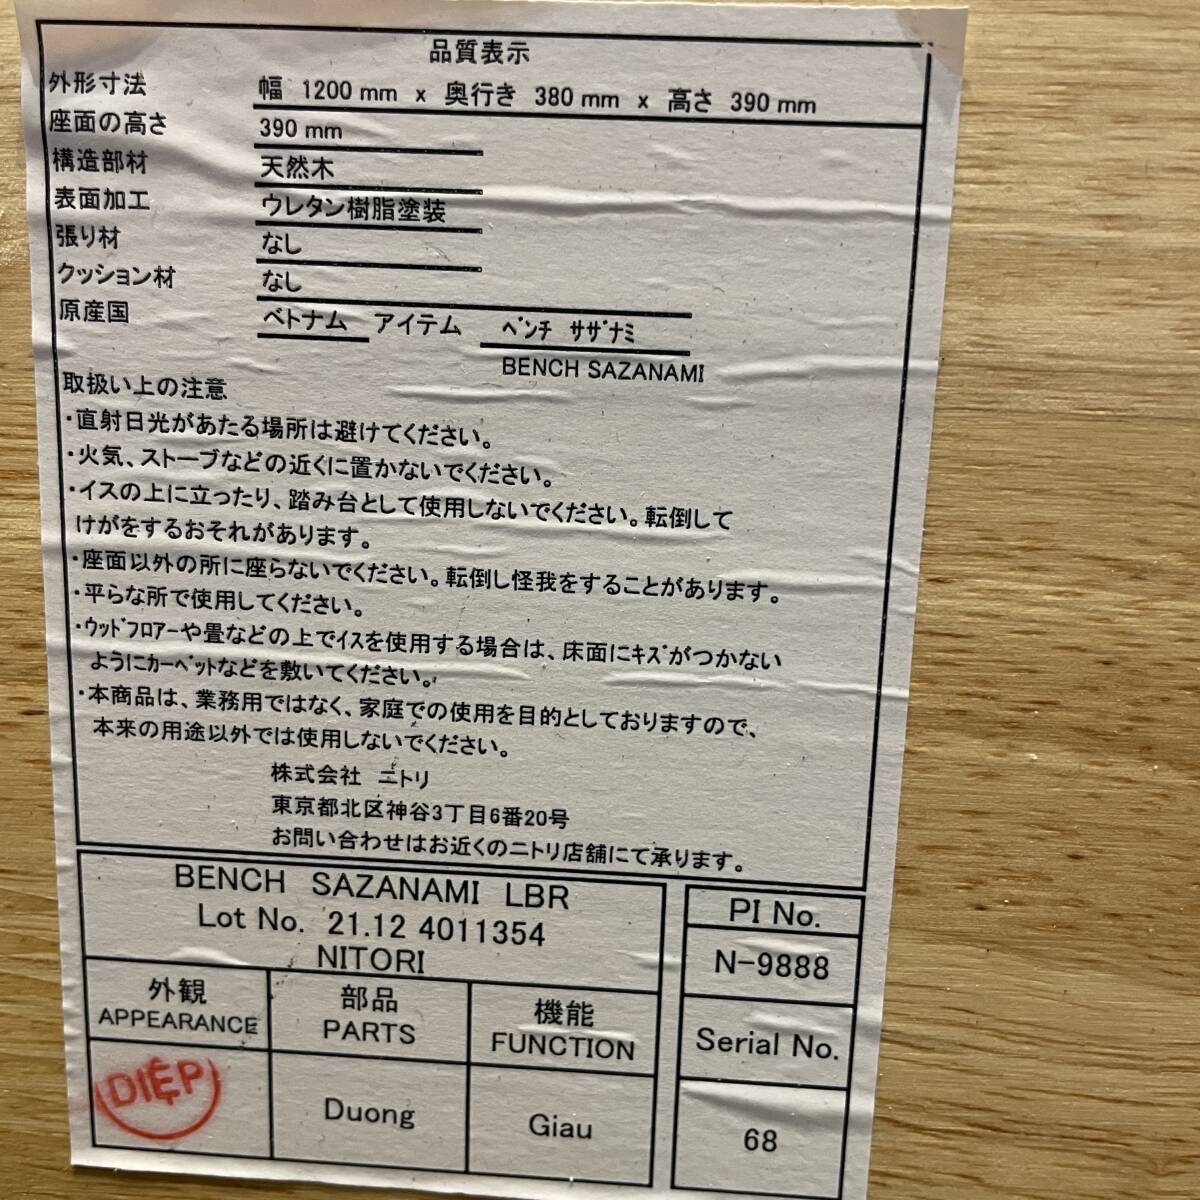 品質表示
外形寸法 幅 1200 mm x 奥行き 380 mm x 高さ 390 mm
座面の高さ 390 mm
構造部材 天然木
表面加工 ウレタン樹脂塗装
張り材 なし
クッション材 なし
原産国 ベトナム アイテム ﾍﾞﾝﾁ ｻｻﾞﾅﾐ
BENCH SAZANAMI
取扱い上の注意
・直射日光があたる場所は避けてください。
・火気、ストーブなどの近くに置かないでください。
・イスの上に立ったり、踏み台として使用しないでください。転倒して
けがをするおそれがあります。
・座面以外の所に座らないでください。転倒し怪我をすることがあります。
・平らな所で使用してください。
・ｳｯﾄﾞﾌﾛｱｰや畳などの上でｲｽを使用する場合は、床面にｷｽﾞがつかない
ようにｶｰﾍﾟｯﾄなどを敷いてください。
・本商品は、業務用ではなく、家庭での使用を目的としておりますので、
本来の用途以外では使用しないでください。
株式会社 ニトリ
東京都北区神谷3丁目6番20号
お問い合わせはお近くのニトリ店舗にて承ります。
BENCH SAZANAMI LBR
Lot No. 21.12 4011354
NITORI
外観 部品 機能
APPEARANCE PARTS FUNCTION
DIỆP Duong Giau
PI No.
N-9888
Serial No.
68